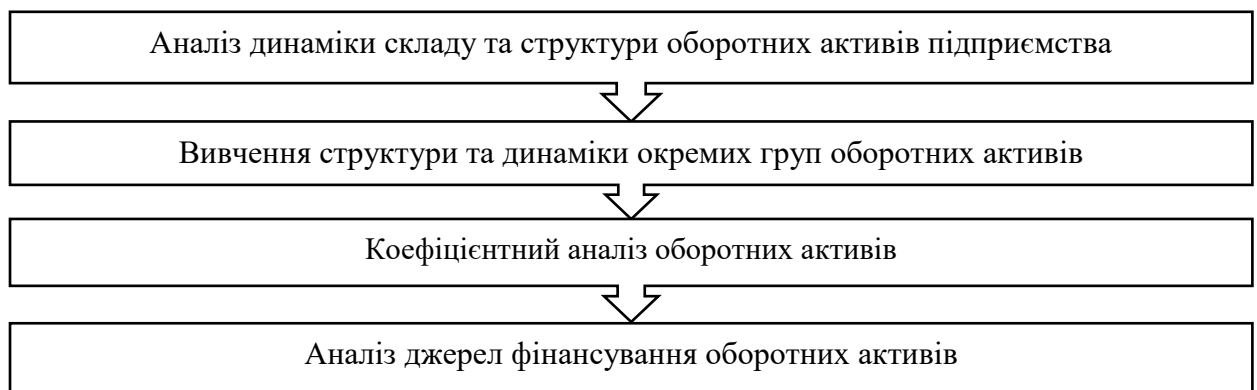 Аналіз динаміки складу та структури оборотних активів підприємства
Вивчення структури та динаміки окремих груп оборотних активів
Коефіцієнтний аналіз оборотних активів
Аналіз джерел фінансування оборотних активів